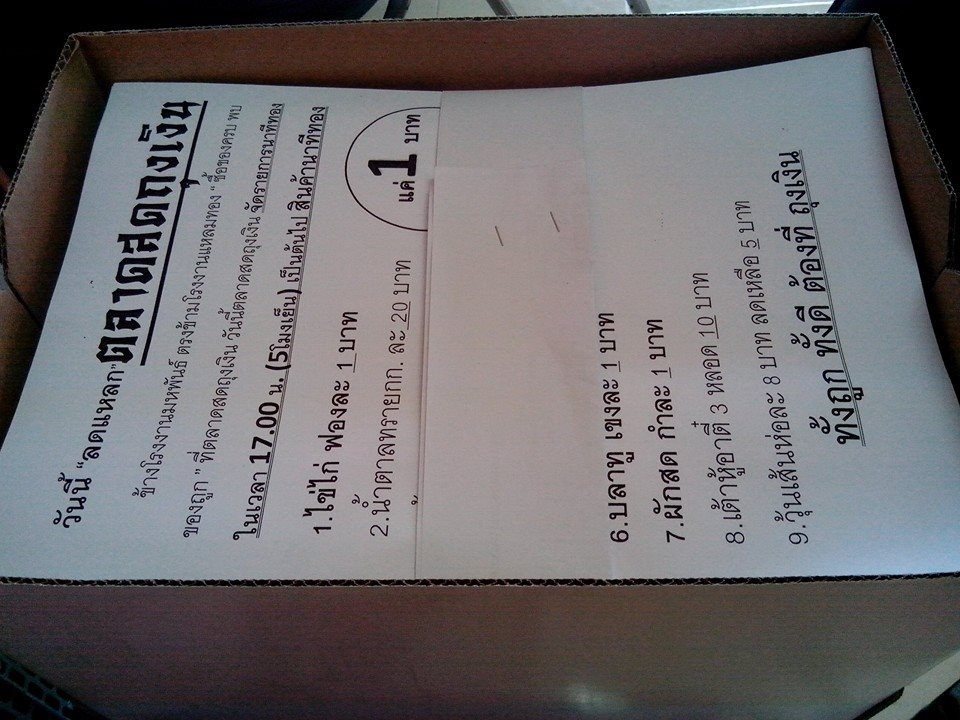 วันนี้ “ลดแหลก” ตลาดสดถุงเงิน
ข้างโรงงานมหพันธ์ ตรงข้ามโรงงานแหลมทอง “ ซื้อของครบ พบ
ของถูก ” ที่ตลาดสดถุงเงิน วันนี้ตลาดสดถุงเงิน จัดรายการนาทีทอง
ในเวลา 17.00 น. (5โมงเย็น) เป็นต้นไป สินค้านาทีทอง
1.ไข่ไก่ ฟองละ 1 บาท
แค่ 1 บาท
2.น้ำตาลทรายกก. ละ 20 บาท
6.ปลาทู เขงละ 1 บาท
7.ผักสด กำละ 1 บาท
8.เต้าหู้อาตี๋ 3 หลอด 10 บาท
9.วุ้นเส้นห่อละ 8 บาท ลดเหลือ 5 บาท
ทั้งถูก ทั้งดี ต้องที่ ถุงเงิน